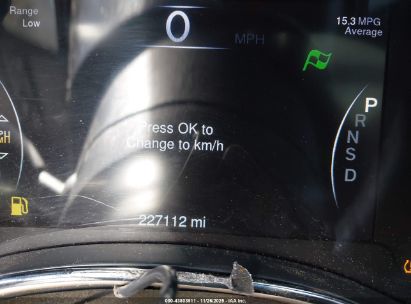 Range
Low
0
MPH
15.3 MPG
Average
Press OK to
Change to km/h
P
R
N
S
D
227112 mi